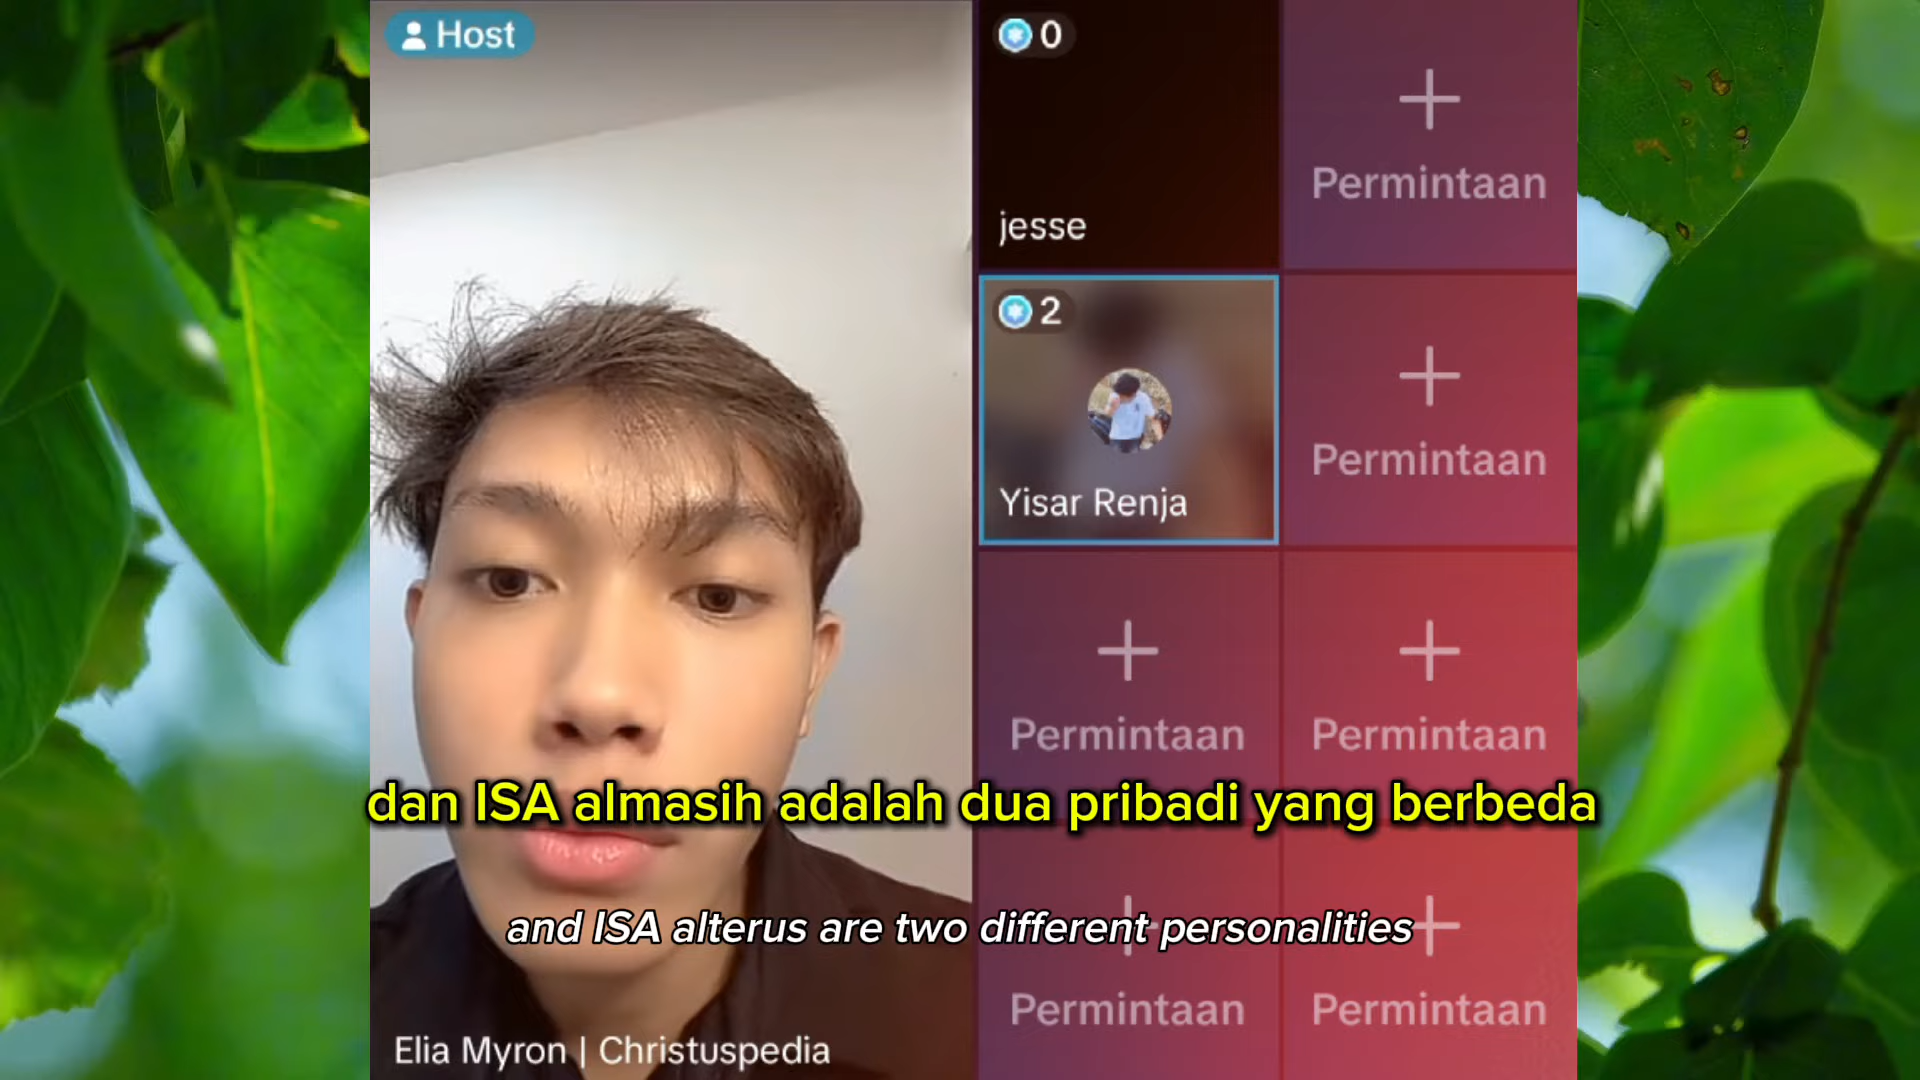 Host
0
jesse
Permintaan
2
Yisar Renja
Permintaan
Permintaan
Permintaan
dan ISA almasih adalah dua pribadi yang berbeda
and ISA alterus are two different personalities
Permintaan
Permintaan
Elia Myron | Christuspedia